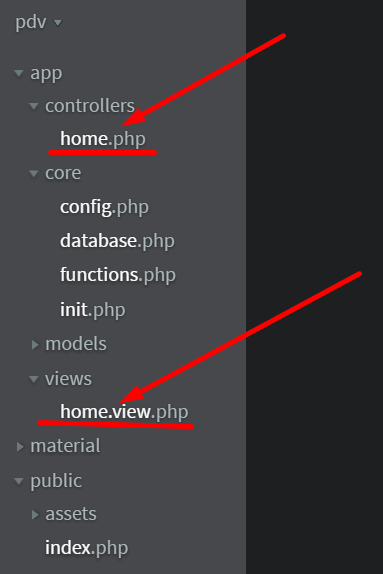 pdv
app
controllers
home.php
core
config.php
database.php
functions.php
init.php
models
views
home.view.php
material
public
assets
index.php